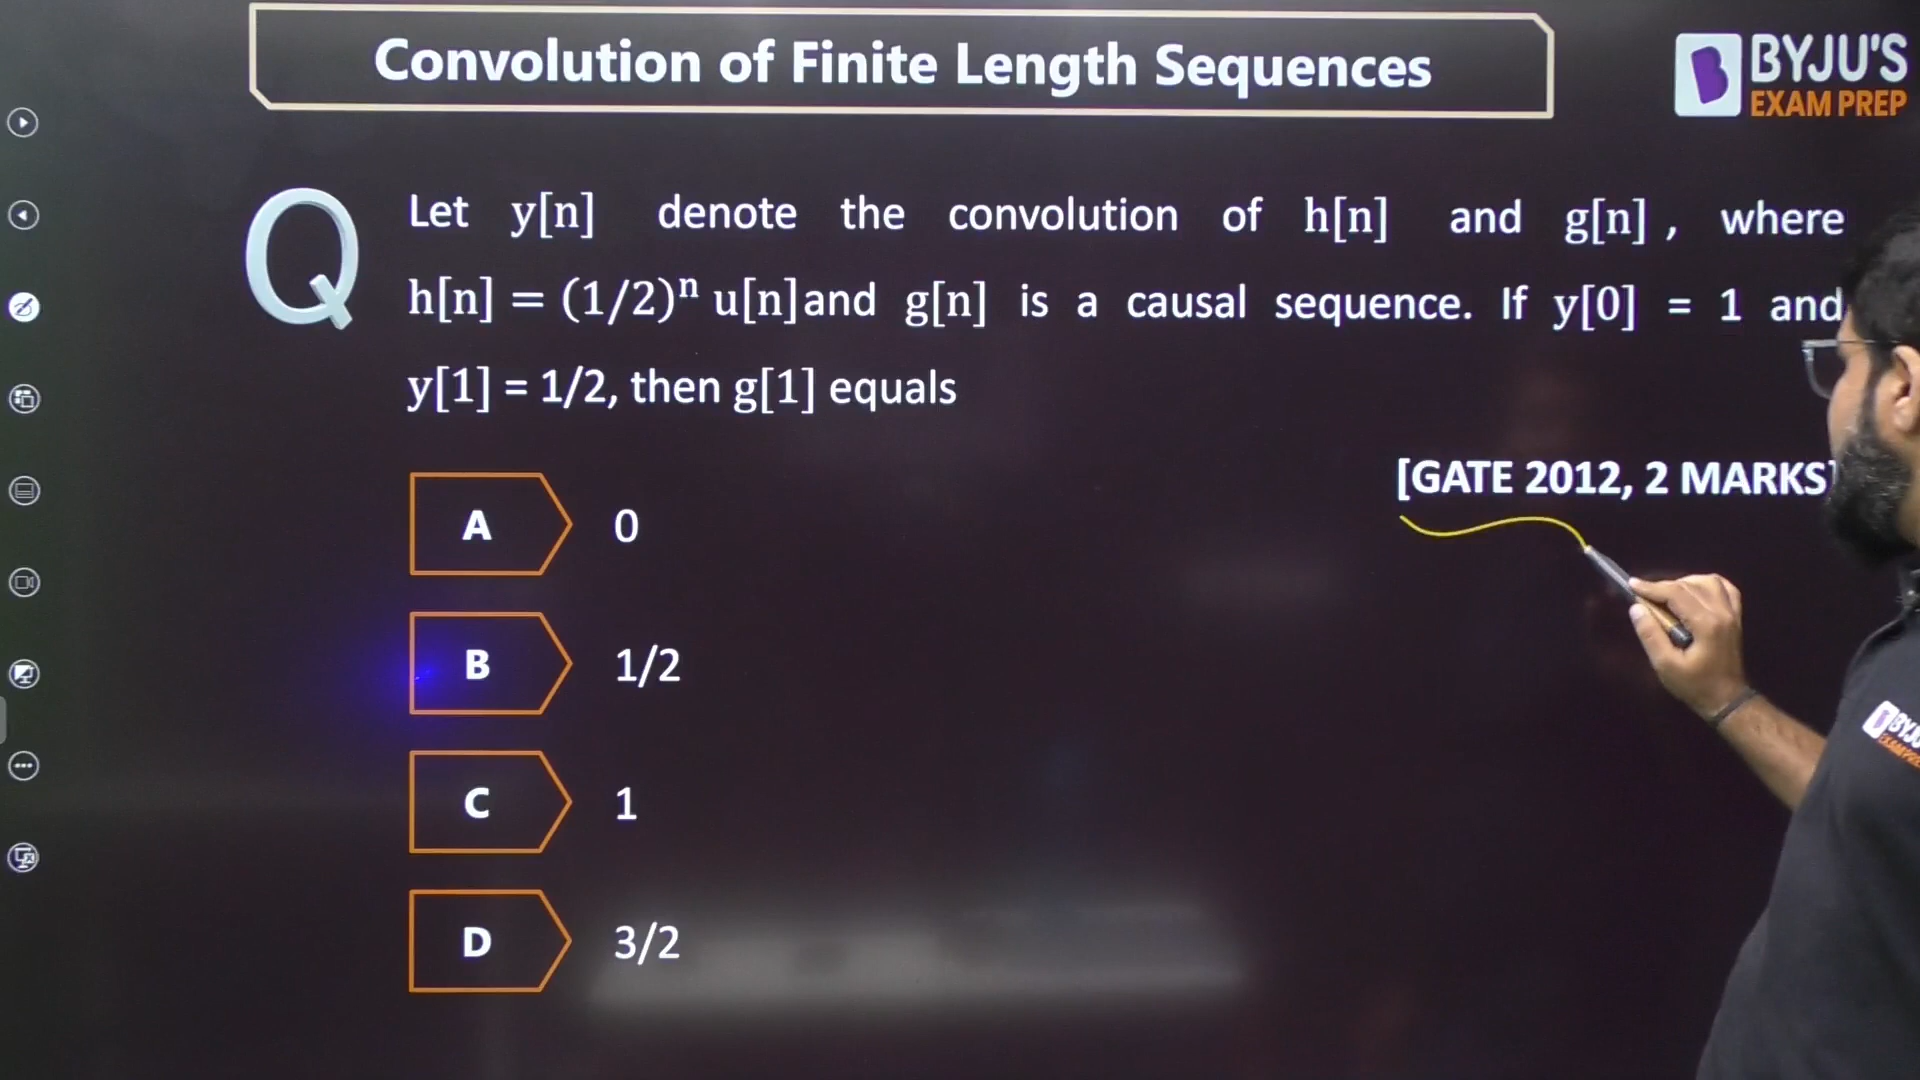 Convolution of Finite Length Sequences
BYJU'S
EXAM PREP
Q
Let y[n] denote the convolution of h[n] and g[n] , where
h[n] = (1/2)ⁿ u[n]and g[n] is a causal sequence. If y[0] = 1 and
y[1] = 1/2, then g[1] equals
[GATE 2012, 2 MARKS]
A 0
B 1/2
C 1
D 3/2